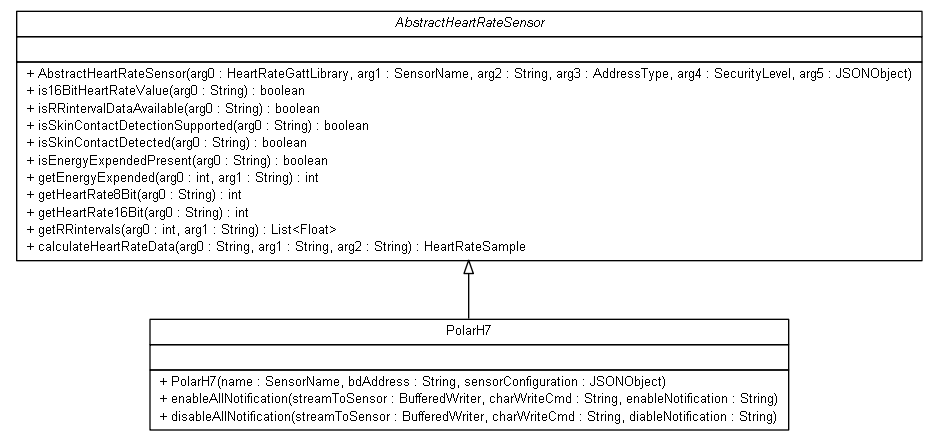 AbstractHeartRateSensor
+ AbstractHeartRateSensor(arg0 : HeartRateGattLibrary, arg1 : SensorName, arg2 : String, arg3 : AddressType, arg4 : SecurityLevel, arg5 : JSONObject)
+ is16BitHeartRateValue(arg0 : String) : boolean
+ isRRintervalDataAvailable(arg0 : String) : boolean
+ isSkinContactDetectionSupported(arg0 : String) : boolean
+ isSkinContactDetected(arg0 : String) : boolean
+ isEnergyExpendedPresent(arg0 : String) : boolean
+ getEnergyExpended(arg0 : int, arg1 : String) : int
+ getHeartRate8Bit(arg0 : String) : int
+ getHeartRate16Bit(arg0 : String) : int
+ getRRintervals(arg0 : int, arg1 : String) : List<Float>
+ calculateHeartRateData(arg0 : String, arg1 : String, arg2 : String) : HeartRateSample
PolarH7
+ PolarH7(name : SensorName, bdAddress : String, sensorConfiguration : JSONObject)
+ enableAllNotification(streamToSensor : BufferedWriter, charWriteCmd : String, enableNotification : String)
+ disableAllNotification(streamToSensor : BufferedWriter, charWriteCmd : String, diableNotification : String)